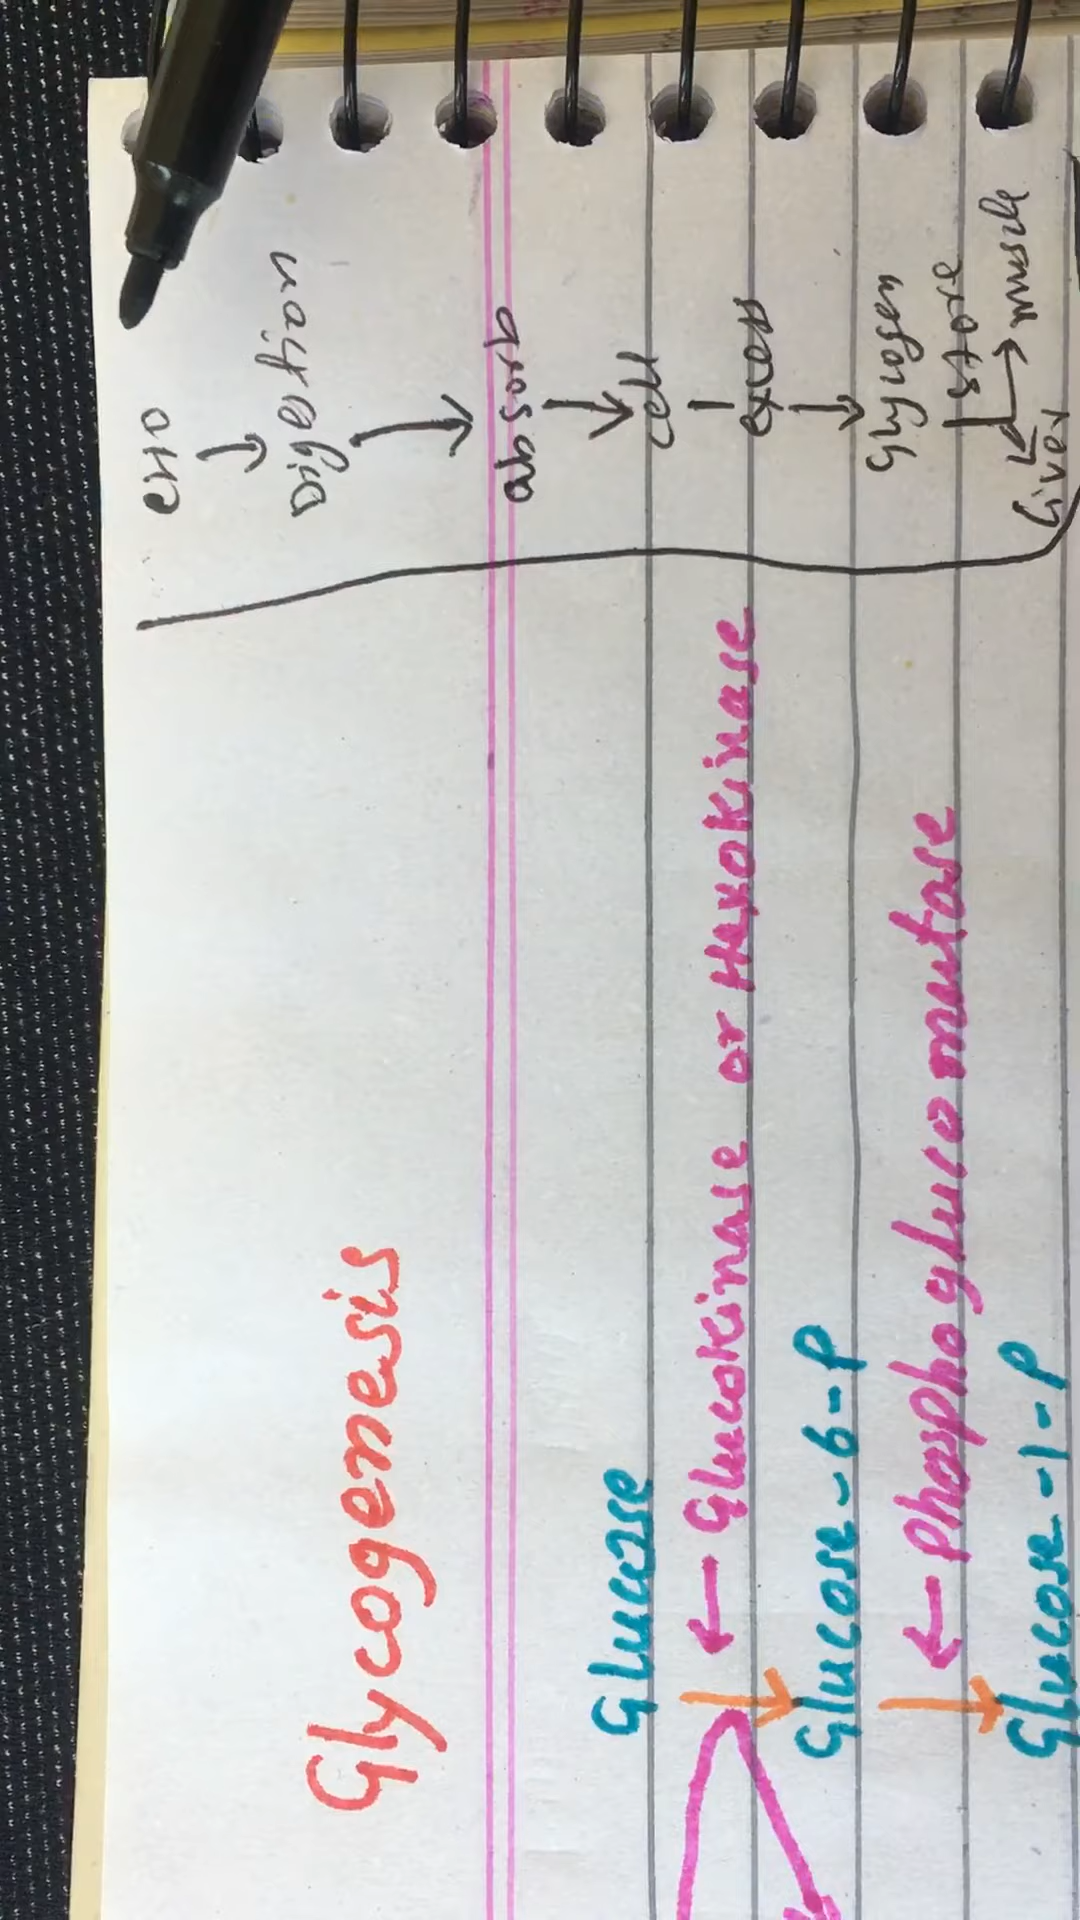 Glycogenesis
Glucose
← Glucokinase or Hexokinase
Glucose-6-P
← Phosphoglucomutase
Glucose-1-P
CHO
↓
Digestion
↓
absorb
↓
cell
excess
↓
Glycogen
store
liver
muscle